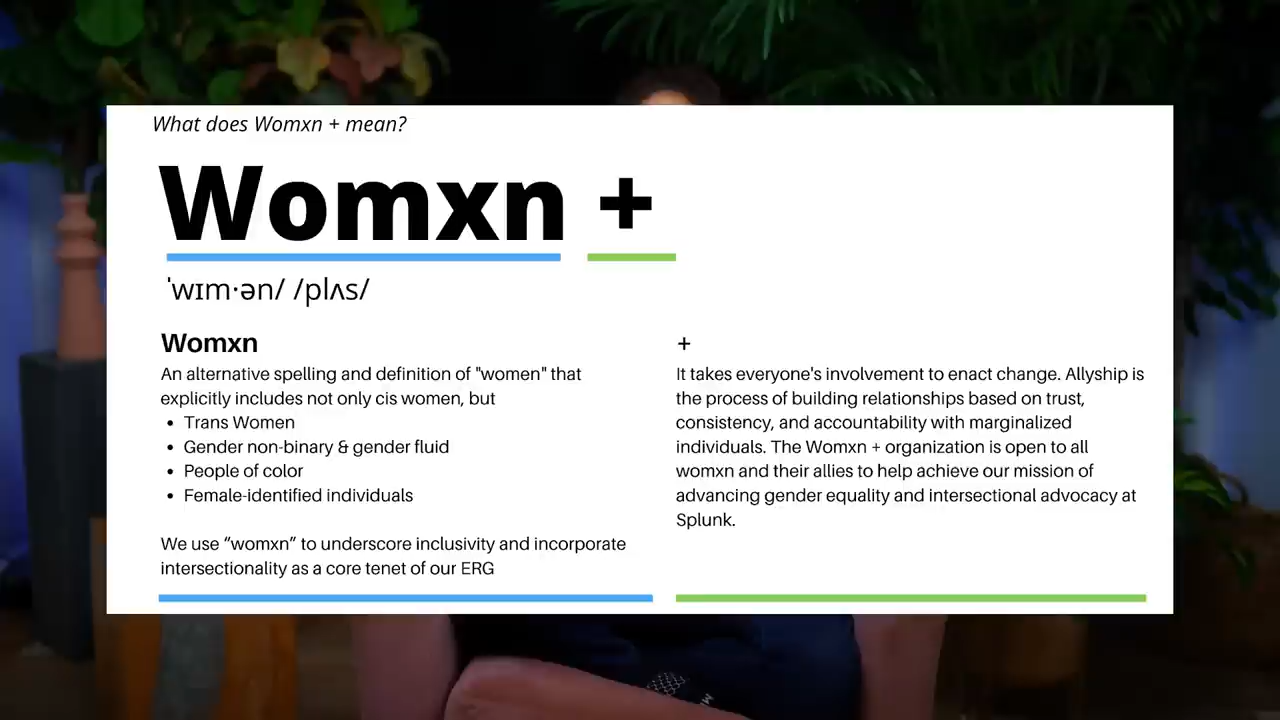 What does Womxn + mean?
Womxn +
ˈwɪm·ən/ /plʌs/
Womxn
An alternative spelling and definition of "women" that
explicitly includes not only cis women, but
• Trans Women
• Gender non-binary & gender fluid
• People of color
• Female-identified individuals
We use “womxn” to underscore inclusivity and incorporate
intersectionality as a core tenet of our ERG
+
It takes everyone's involvement to enact change. Allyship is
the process of building relationships based on trust,
consistency, and accountability with marginalized
individuals. The Womxn + organization is open to all
womxn and their allies to help achieve our mission of
advancing gender equality and intersectional advocacy at
Splunk.